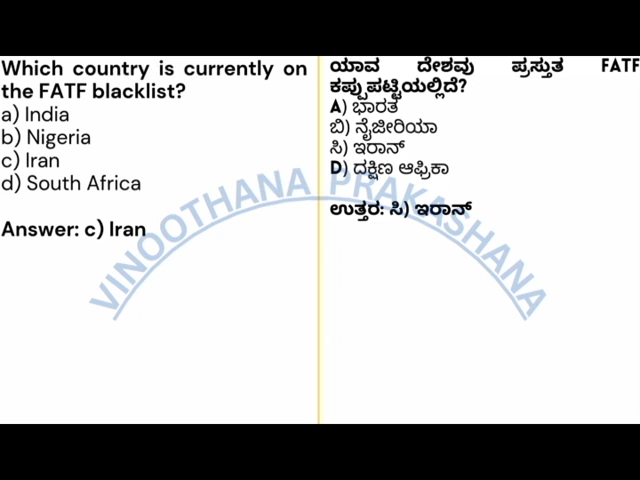 Which country is currently on
the FATF blacklist?
a) India
b) Nigeria
c) Iran
d) South Africa
Answer: c) Iran
ಯಾವ ದೇಶವು ಪ್ರಸ್ತುತ FATF
ಕಪ್ಪುಪಟ್ಟಿಯಲ್ಲಿದೆ?
A) ಭಾರತ
ಬಿ) ನೈಜೀರಿಯಾ
ಸಿ) ಇರಾನ್
D) ದಕ್ಷಿಣ ಆಫ್ರಿಕಾ
ಉತ್ತರ: ಸಿ) ಇರಾನ್
VINOOTHANA PRAKASHANA